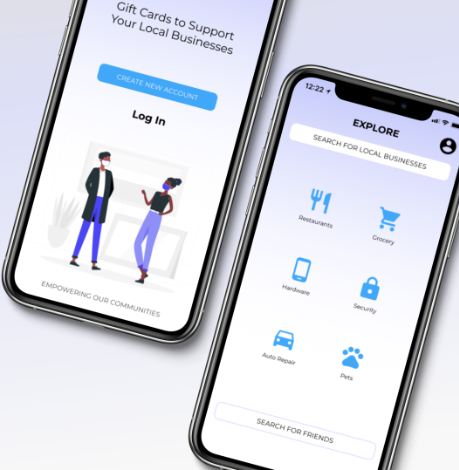 Gift Cards to Support
Your Local Businesses
CREATE NEW ACCOUNT
Log In
EMPOWERING OUR COMMUNITIES
12:22
EXPLORE
SEARCH FOR LOCAL BUSINESSES
Restaurants
Grocery
Hardware
Security
Auto Repair
Pets
SEARCH FOR FRIENDS